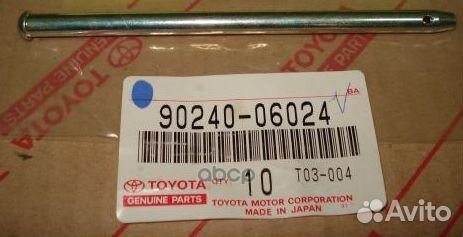 TOYOTA
GENUINE PARTS
BA
90240-06024
TOYOTA
GENUINE PARTS
QTY.
10
T03-004
TOYOTA MOTOR CORPORATION
MADE IN JAPAN
Avito